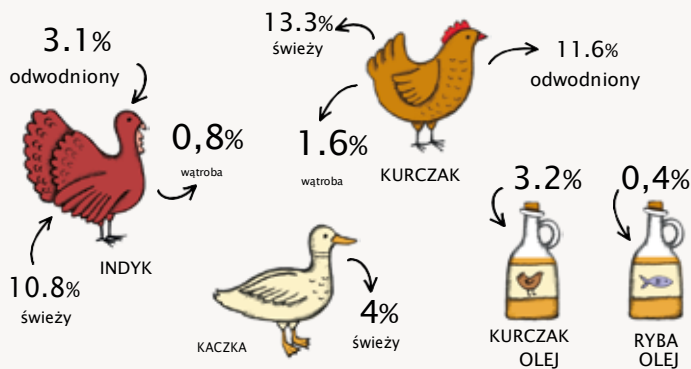 3.1%
odwodniony
0,8%
wątroba
INDYK
10.8%
świeży
13.3%
świeży
11.6%
odwodniony
1.6%
wątroba
KURCZAK
KACZKA
4%
świeży
3.2%
KURCZAK
OLEJ
0,4%
RYBA
OLEJ